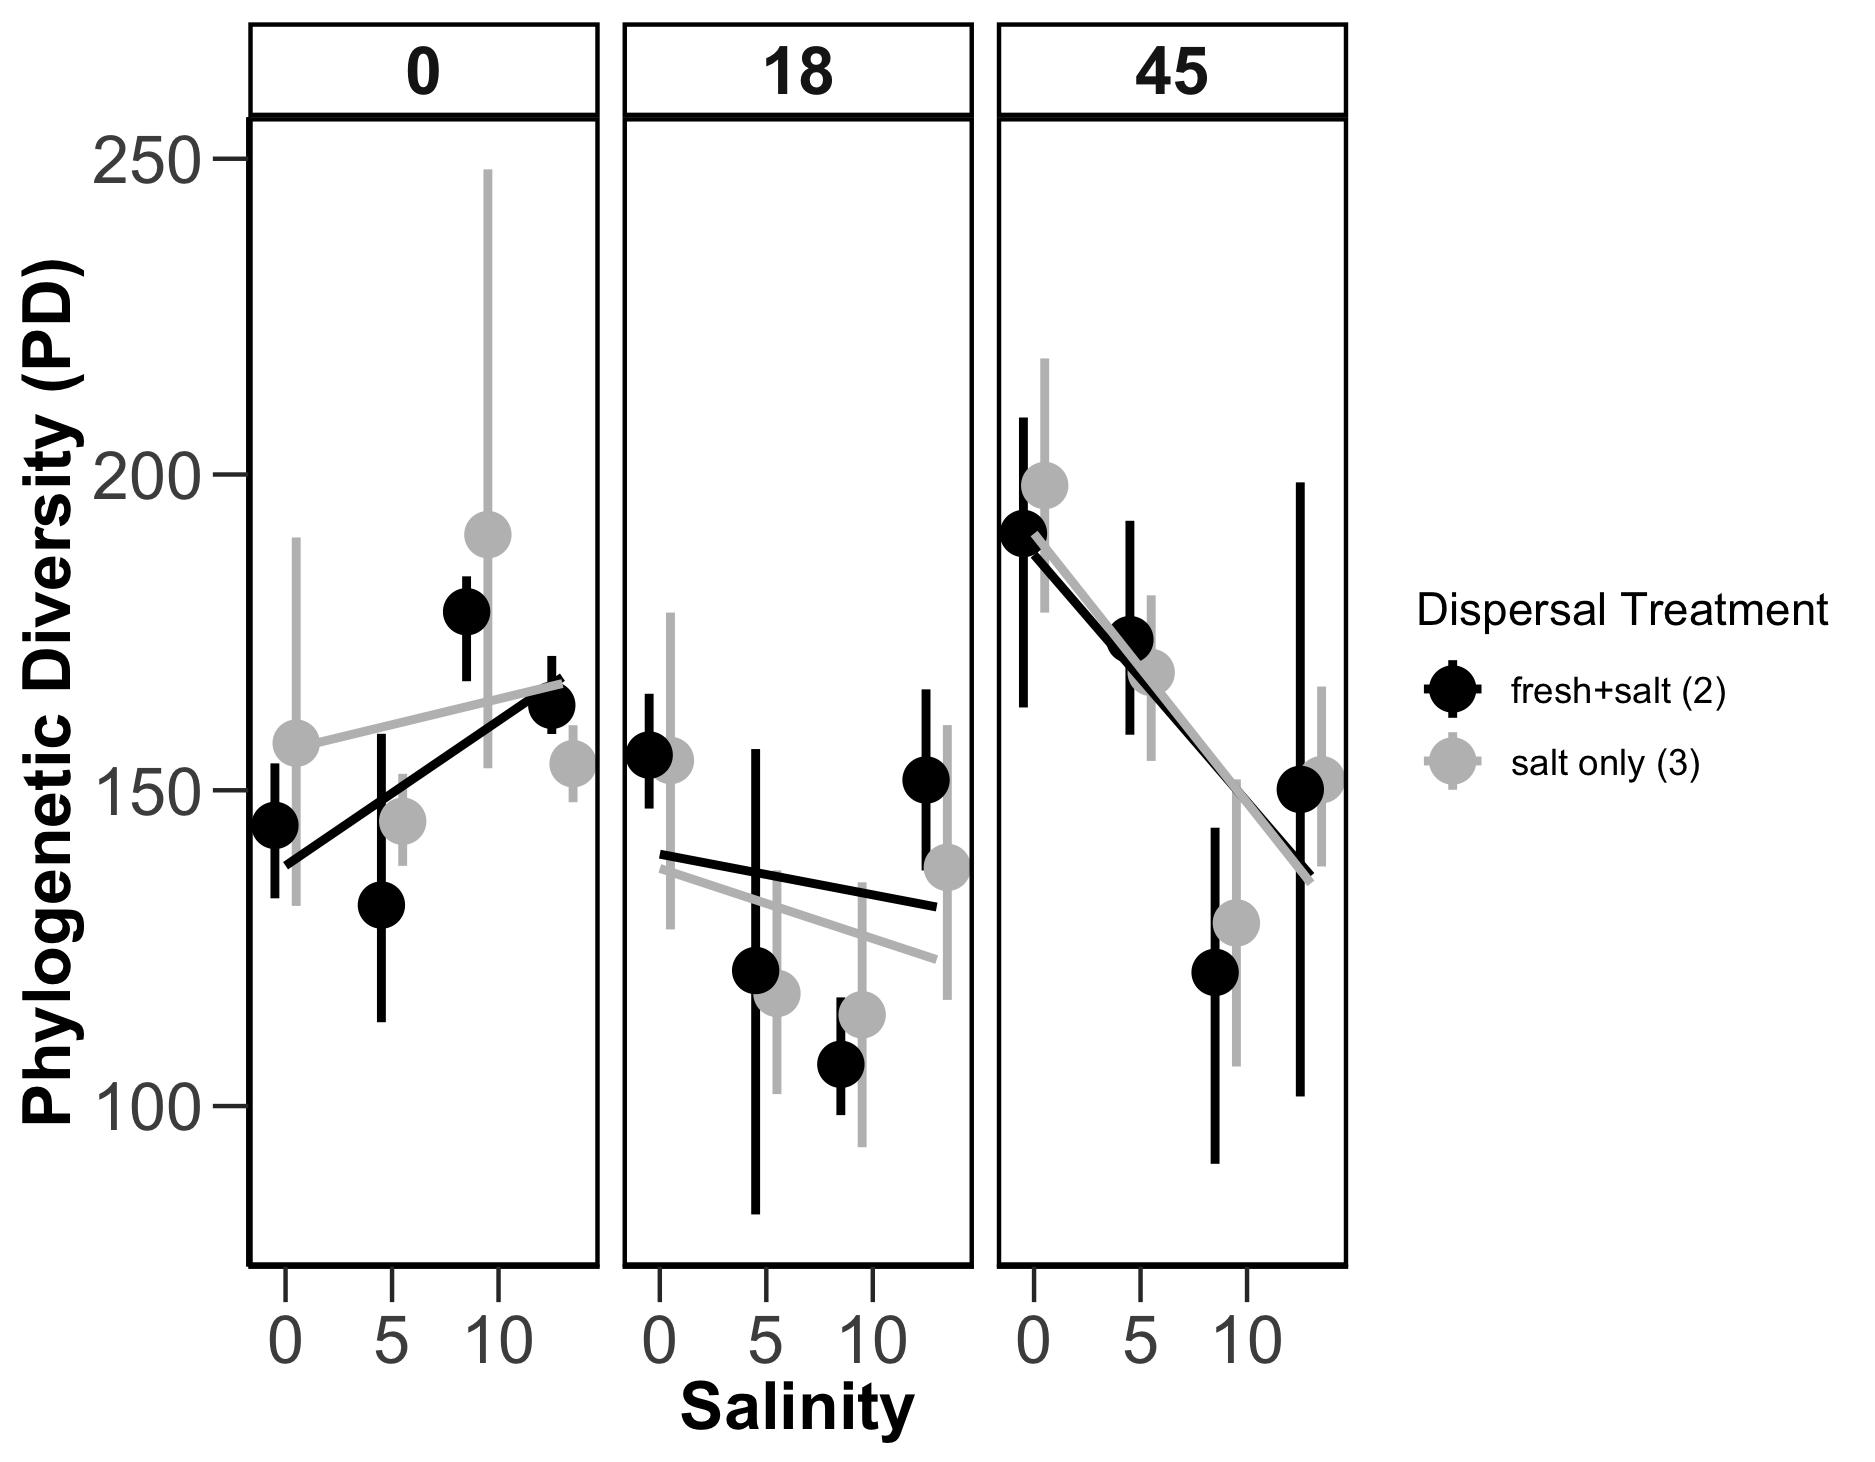 0 18 45
Phylogenetic Diversity (PD)
250
200
150
100
0 5 10 0 5 10 0 5 10
Salinity
Dispersal Treatment
fresh+salt (2)
salt only (3)